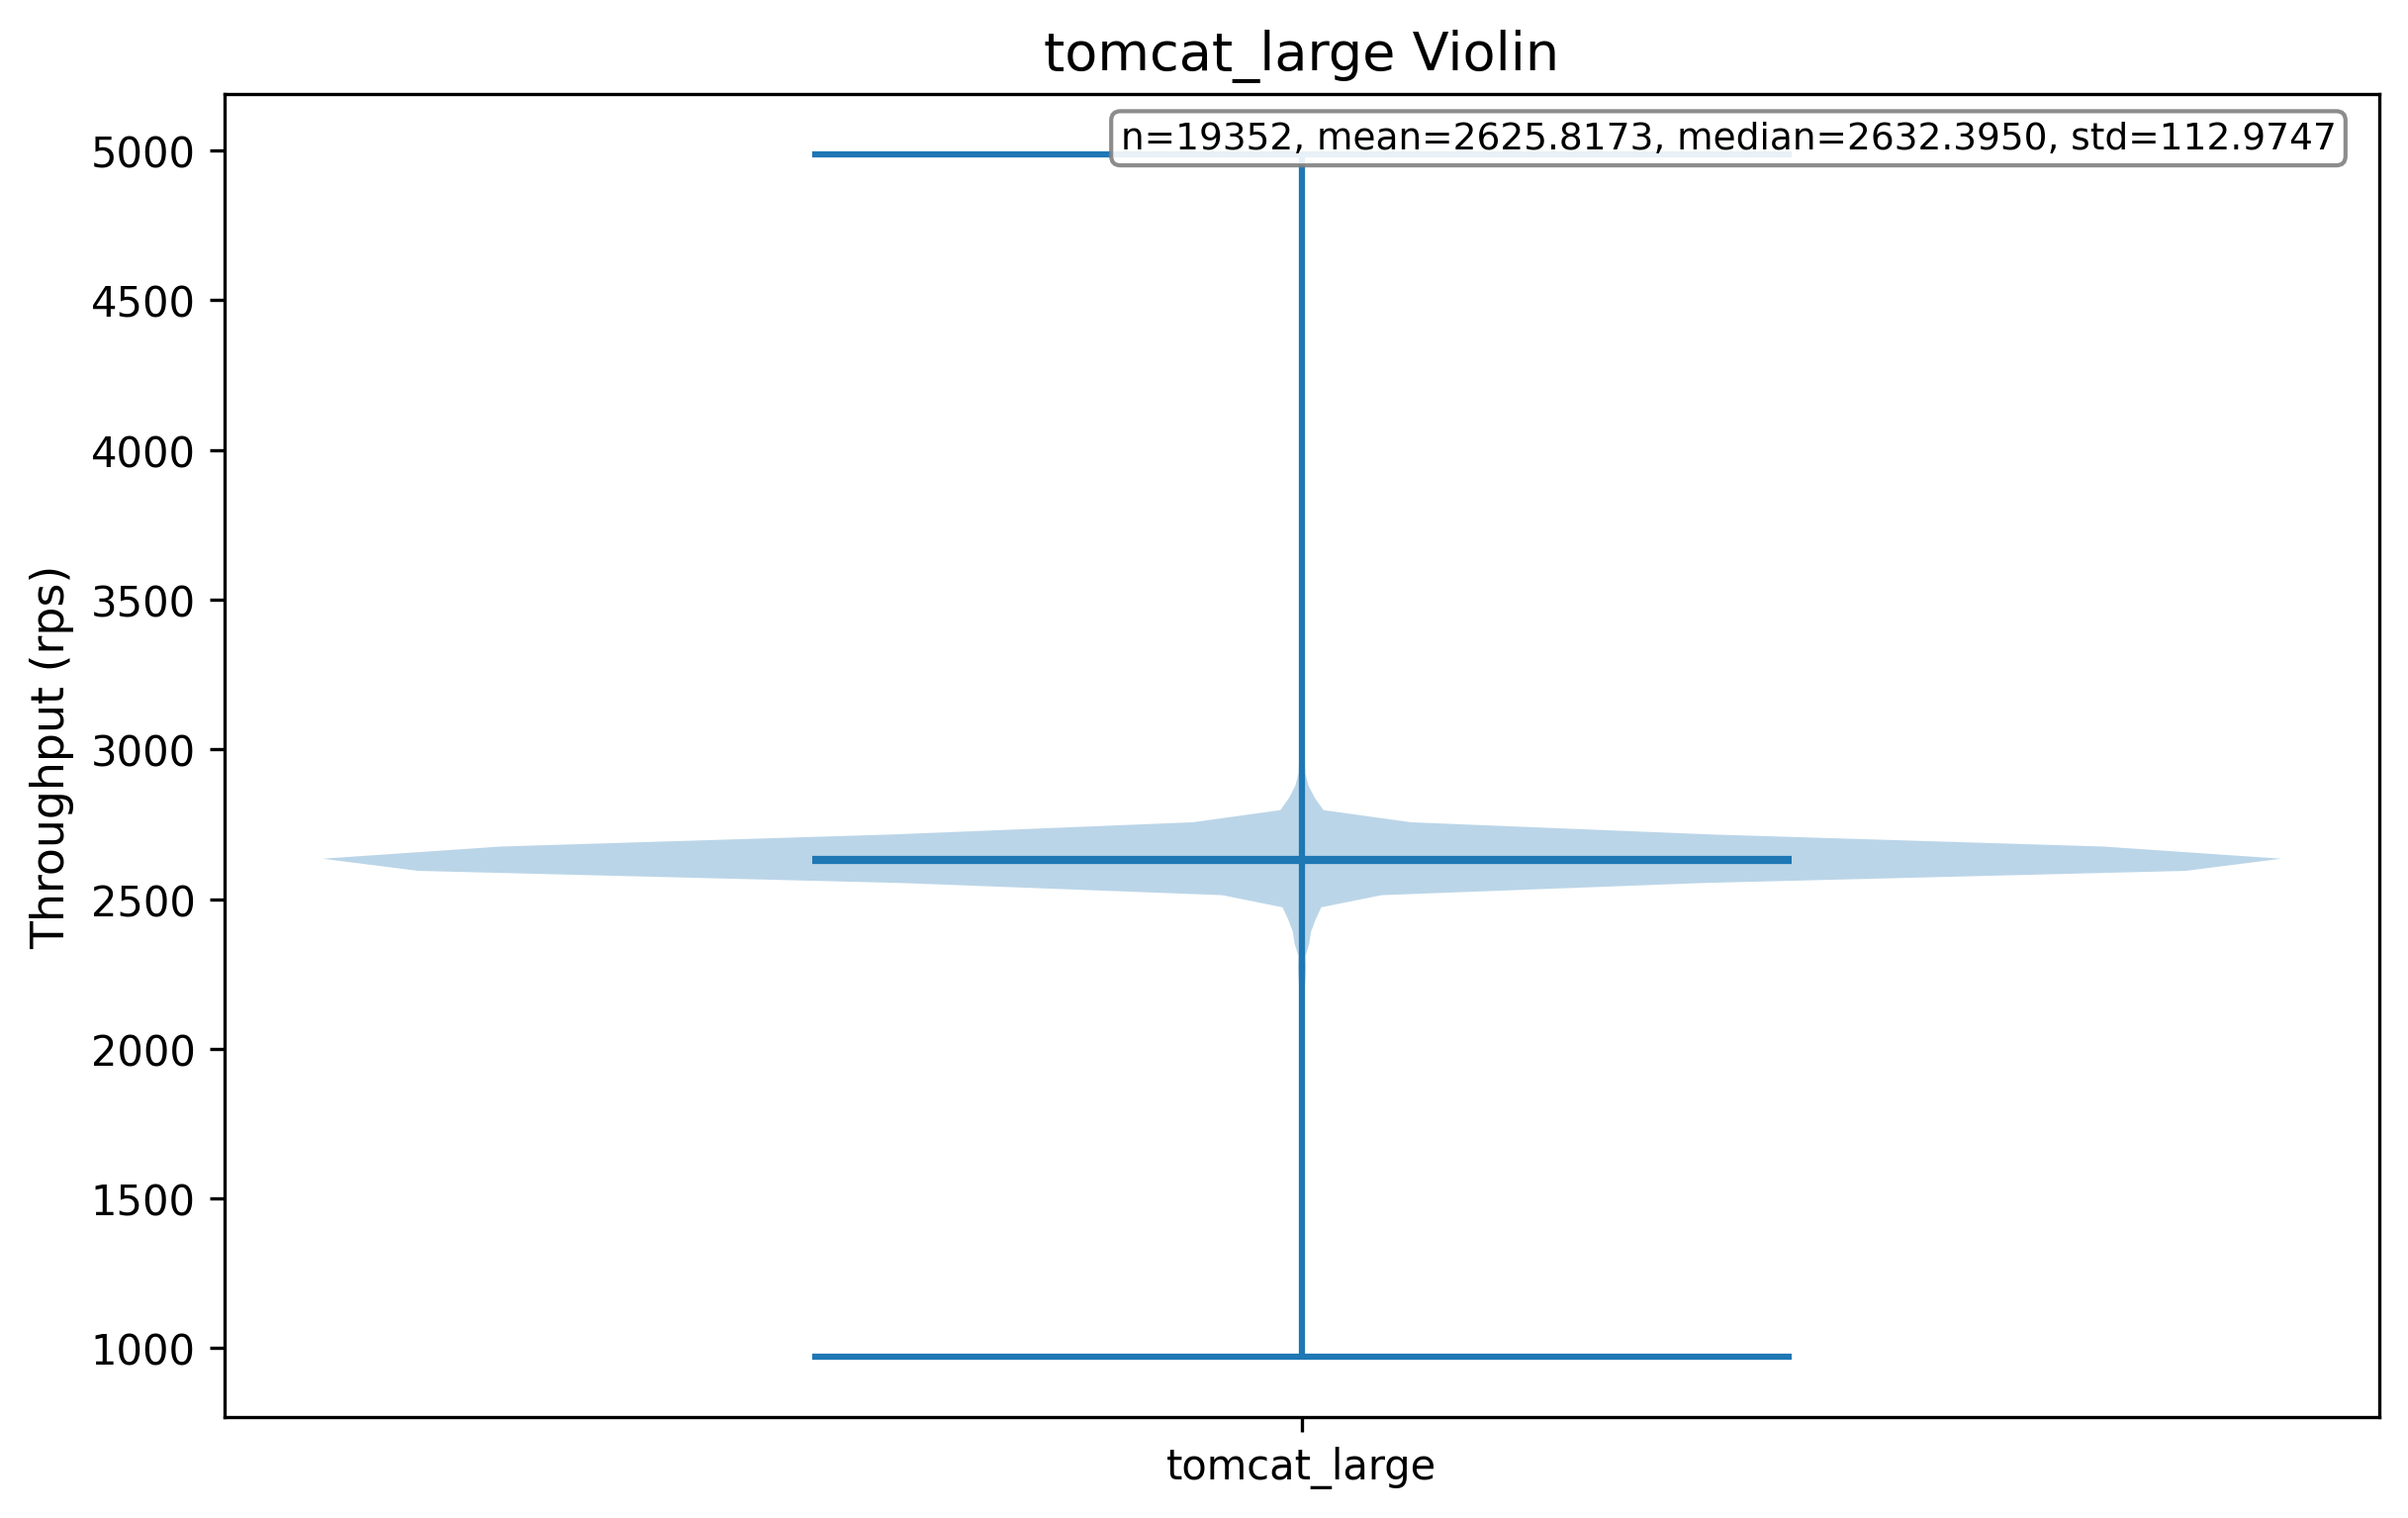 tomcat_large Violin
n=19352, mean=2625.8173, median=2632.3950, std=112.9747
Throughput (rps)
5000
4500
4000
3500
3000
2500
2000
1500
1000
tomcat_large